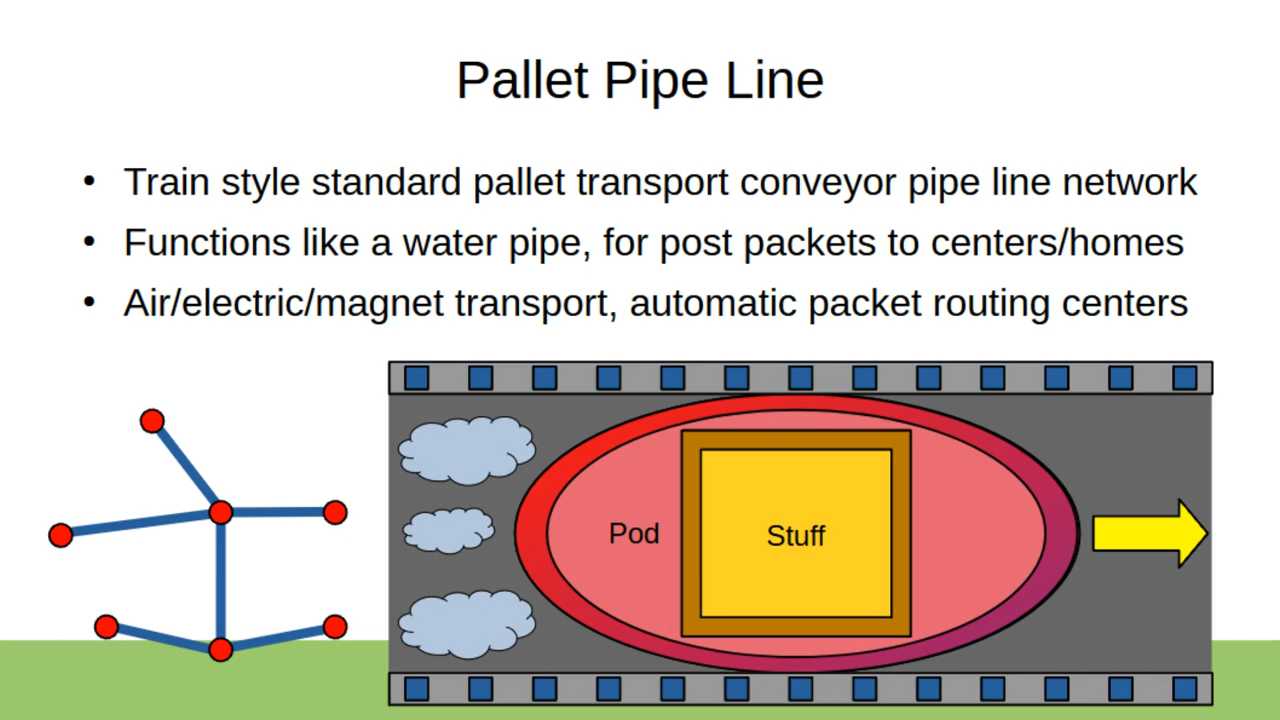 Pallet Pipe Line
• Train style standard pallet transport conveyor pipe line network
• Functions like a water pipe, for post packets to centers/homes
• Air/electric/magnet transport, automatic packet routing centers
Pod
Stuff